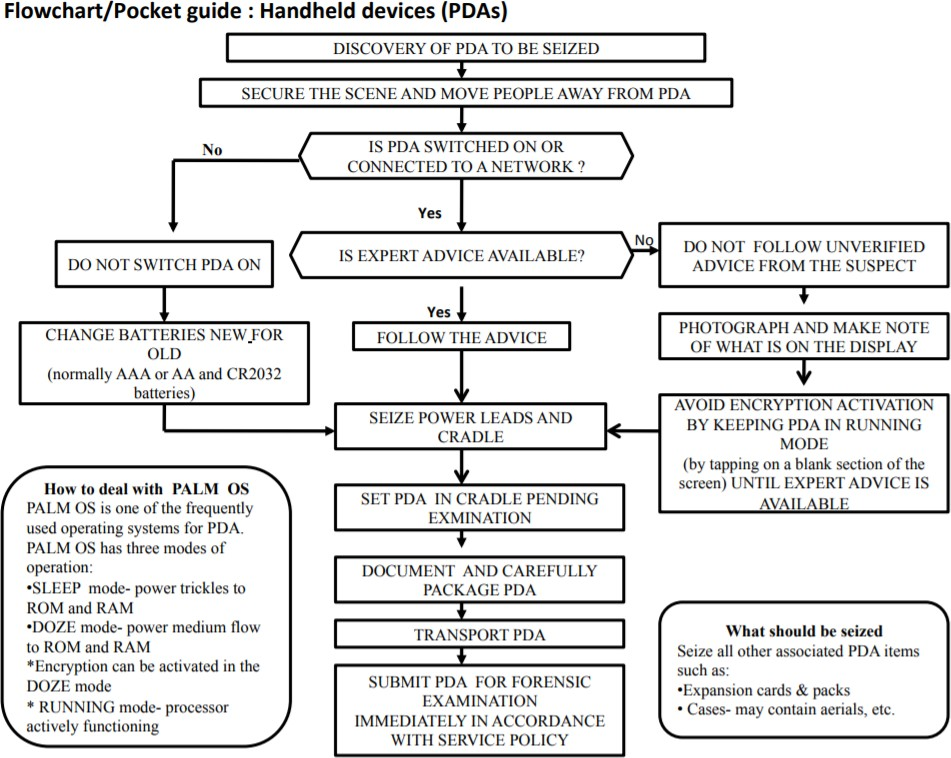 Flowchart/Pocket guide : Handheld devices (PDAs)
DISCOVERY OF PDA TO BE SEIZED
SECURE THE SCENE AND MOVE PEOPLE AWAY FROM PDA
IS PDA SWITCHED ON OR
CONNECTED TO A NETWORK ?
No
Yes
DO NOT SWITCH PDA ON
IS EXPERT ADVICE AVAILABLE?
No
DO NOT FOLLOW UNVERIFIED
ADVICE FROM THE SUSPECT
CHANGE BATTERIES NEW FOR
OLD
(normally AAA or AA and CR2032
batteries)
Yes
FOLLOW THE ADVICE
PHOTOGRAPH AND MAKE NOTE
OF WHAT IS ON THE DISPLAY
SEIZE POWER LEADS AND
CRADLE
AVOID ENCRYPTION ACTIVATION
BY KEEPING PDA IN RUNNING
MODE
(by tapping on a blank section of the
screen) UNTIL EXPERT ADVICE IS
AVAILABLE
SET PDA IN CRADLE PENDING
EXMINATION
DOCUMENT AND CAREFULLY
PACKAGE PDA
TRANSPORT PDA
SUBMIT PDA FOR FORENSIC
EXAMINATION
IMMEDIATELY IN ACCORDANCE
WITH SERVICE POLICY
How to deal with PALM OS
PALM OS is one of the frequently
used operating systems for PDA.
PALM OS has three modes of
operation:
•SLEEP mode- power trickles to
ROM and RAM
•DOZE mode- power medium flow
to ROM and RAM
*Encryption can be activated in the
DOZE mode
* RUNNING mode- processor
actively functioning
What should be seized
Seize all other associated PDA items
such as:
•Expansion cards & packs
• Cases- may contain aerials, etc.